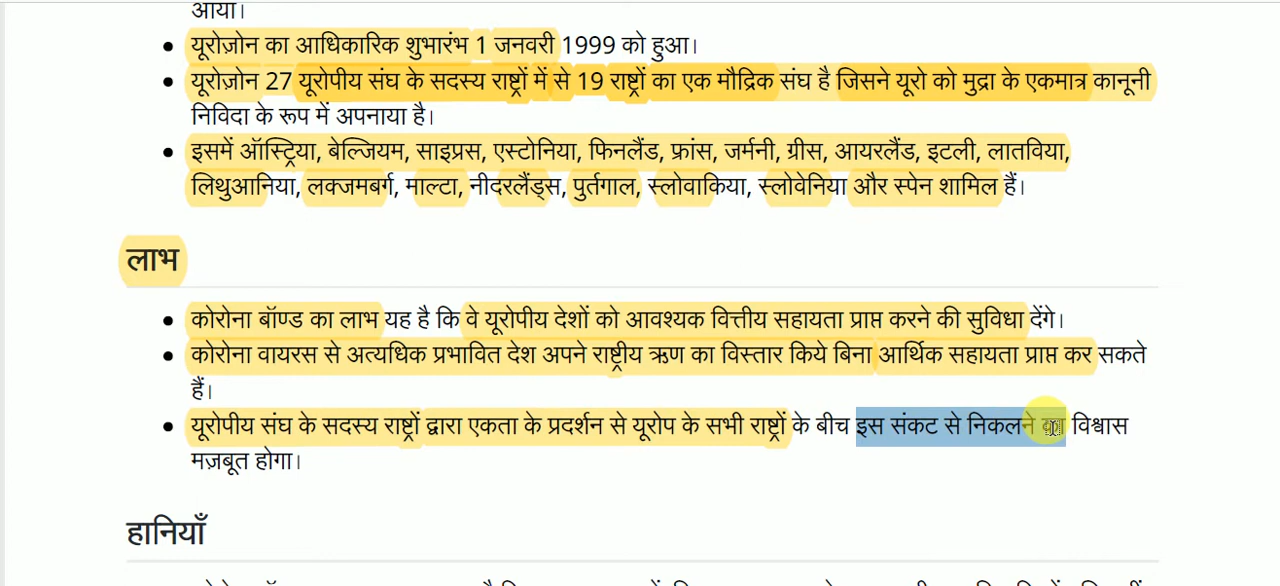 आया।
यूरोज़ोन का आधिकारिक शुभारंभ 1 जनवरी 1999 को हुआ।
यूरोज़ोन 27 यूरोपीय संघ के सदस्य राष्ट्रों में से 19 राष्ट्रों का एक मौद्रिक संघ है जिसने यूरो को मुद्रा के एकमात्र कानूनी
निविदा के रूप में अपनाया है।
इसमें ऑस्ट्रिया, बेल्जियम, साइप्रस, एस्टोनिया, फिनलैंड, फ्रांस, जर्मनी, ग्रीस, आयरलैंड, इटली, लातविया,
लिथुआनिया, लक्जमबर्ग, माल्टा, नीदरलैंड्स, पुर्तगाल, स्लोवाकिया, स्लोवेनिया और स्पेन शामिल हैं।
लाभ
कोरोना बॉण्ड का लाभ यह है कि वे यूरोपीय देशों को आवश्यक वित्तीय सहायता प्राप्त करने की सुविधा देंगे।
कोरोना वायरस से अत्यधिक प्रभावित देश अपने राष्ट्रीय ऋण का विस्तार किये बिना आर्थिक सहायता प्राप्त कर सकते
हैं।
यूरोपीय संघ के सदस्य राष्ट्रों द्वारा एकता के प्रदर्शन से यूरोप के सभी राष्ट्रों के बीच इस संकट से निकलने का विश्वास
मज़बूत होगा।
हानियाँ